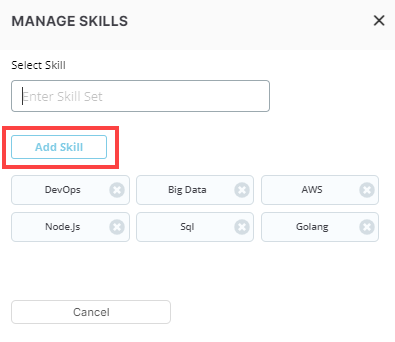 MANAGE SKILLS
Select Skill
Enter Skill Set
Add Skill
DevOps Big Data AWS
Node.Js Sql Golang
Cancel